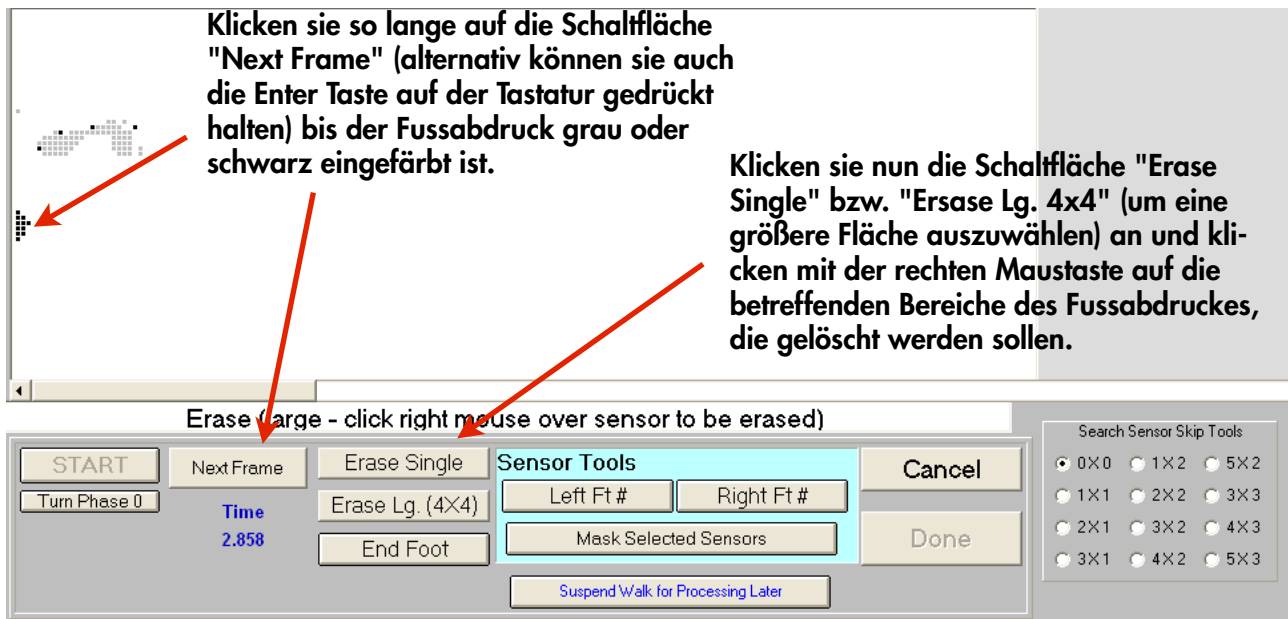 Klicken sie so lange auf die Schaltfläche
"Next Frame" (alternativ können sie auch
die Enter Taste auf der Tastatur gedrückt
halten) bis der Fussabdruck grau oder
schwarz eingefärbt ist.
Klicken sie nun die Schaltfläche "Erase
Single" bzw. "Ersase Lg. 4x4" (um eine
größere Fläche auszuwählen) an und kli-
cken mit der rechten Maustaste auf die
betreffenden Bereiche des Fussabdruckes,
die gelöscht werden sollen.
Erase (large - click right mouse over sensor to be erased)
START
Turn Phase 0
Next Frame
Time
2.858
Erase Single
Erase Lg. (4X4)
End Foot
Sensor Tools
Left Ft #
Right Ft #
Mask Selected Sensors
Suspend Walk for Processing Later
Cancel
Done
Search Sensor Skip Tools
0X0 1X2 5X2
1X1 2X2 3X3
2X1 3X2 4X3
3X1 4X2 5X3